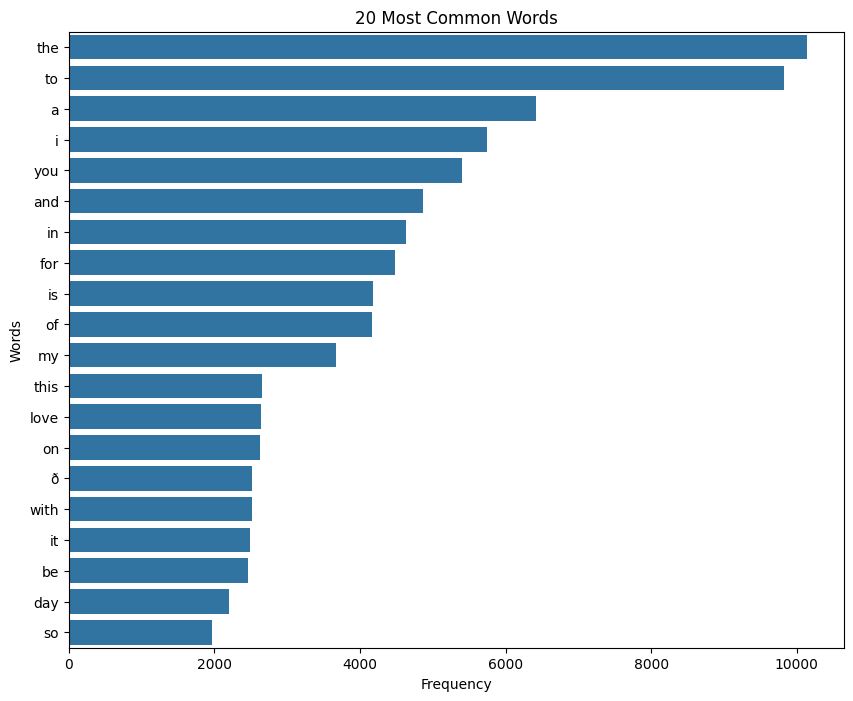 20 Most Common Words
the
to
a
i
you
and
in
for
is
of
my
this
love
on
ð
with
it
be
day
so
Words
0 2000 4000 6000 8000 10000
Frequency